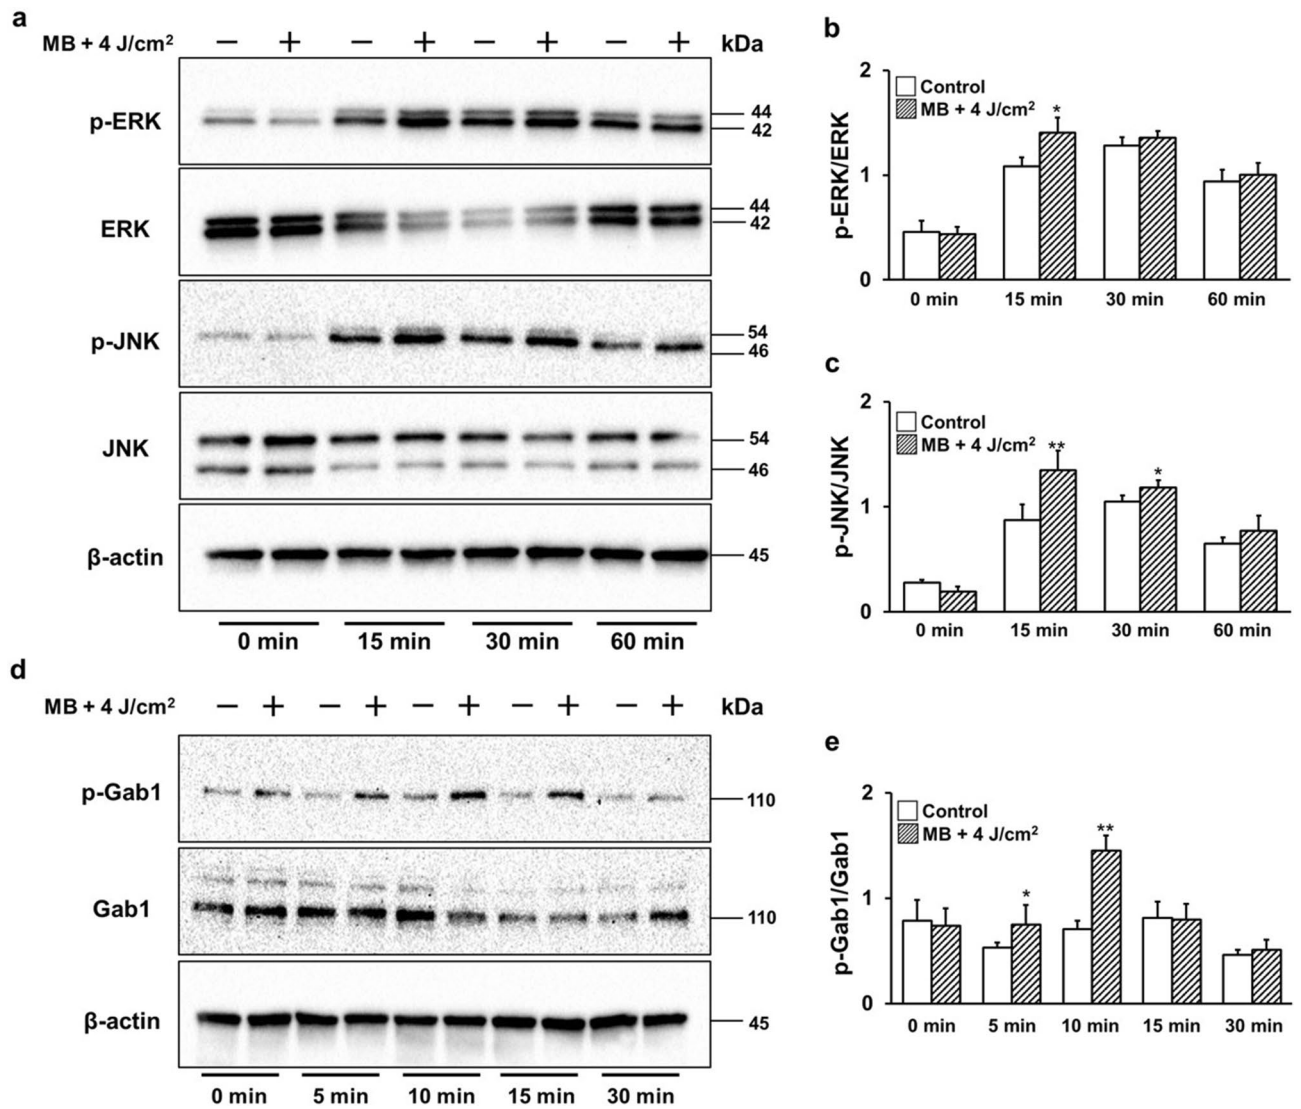 a
MB + 4 J/cm² − + − + − + − + kDa
p-ERK 44
42
ERK 44
42
p-JNK 54
46
JNK 54
46
β-actin 45
0 min 15 min 30 min 60 min
b
2
Control
MB + 4 J/cm²
*
1
0
p-ERK/ERK
0 min 15 min 30 min 60 min
c
2
Control
MB + 4 J/cm²
** *
1
0
p-JNK/JNK
0 min 15 min 30 min 60 min
d
MB + 4 J/cm² − + − + − + − + − + kDa
p-Gab1 110
Gab1 110
β-actin 45
0 min 5 min 10 min 15 min 30 min
e
2
Control
MB + 4 J/cm²
* **
1
0
p-Gab1/Gab1
0 min 5 min 10 min 15 min 30 min